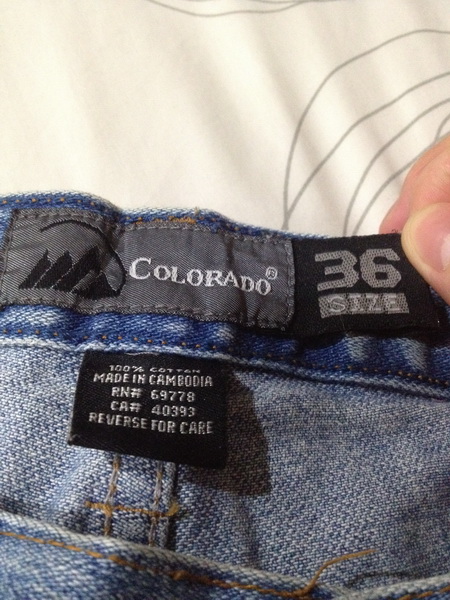 COLORADO®
36
SIZE
100% COTTON
MADE IN CAMBODIA
RN# 69778
CA# 40393
REVERSE FOR CARE